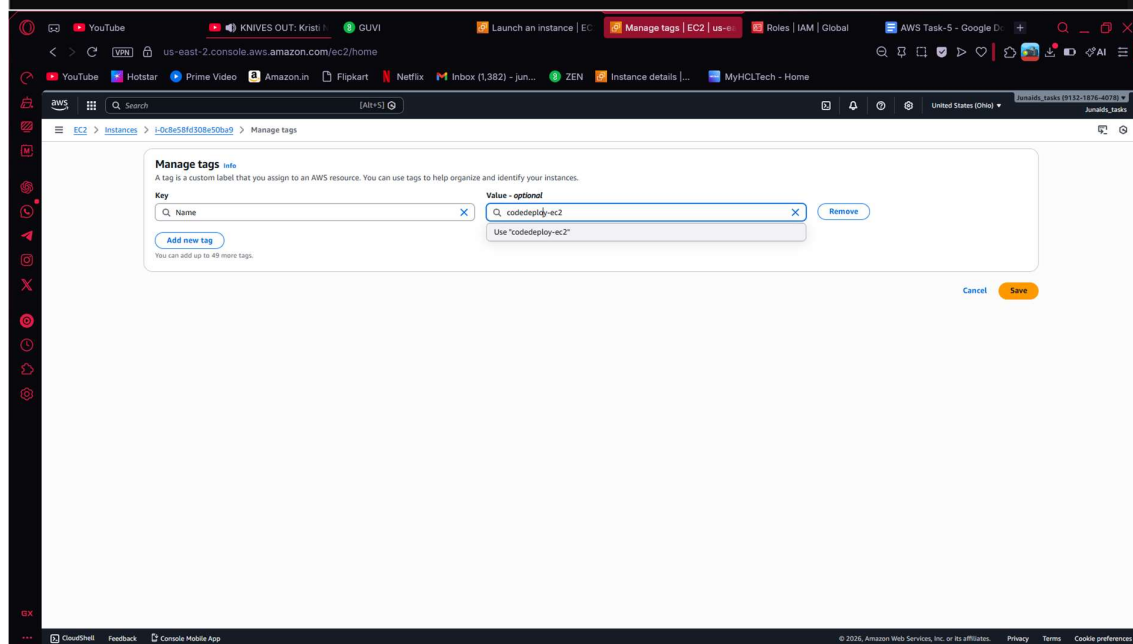 YouTube
KNIVES OUT: Kristi
GUVI
Launch an instance | EC
Manage tags | EC2 | us-ea
Roles | IAM | Global
AWS Task-5 - Google Do
VPN
us-east-2.console.aws.amazon.com/ec2/home
AI
YouTube
Hotstar
Prime Video
Amazon.in
Flipkart
Netflix
Inbox (1,382) - jun...
ZEN
Instance details |...
MyHCLTech - Home
aws
Search
[Alt+S]
United States (Ohio)
Junaids_tasks (9132-1876-4078)
Junaids_tasks
EC2 > Instances > i-0c8e58fd308e50ba9 > Manage tags
Manage tags Info
A tag is a custom label that you assign to an AWS resource. You can use tags to help organize and identify your instances.
Key
Value - optional
Name
codedeploy-ec2
Remove
Use "codedeploy-ec2"
Add new tag
You can add up to 49 more tags.
Cancel
Save
GX
CloudShell
Feedback
Console Mobile App
© 2026, Amazon Web Services, Inc. or its affiliates.
Privacy
Terms
Cookie preferences